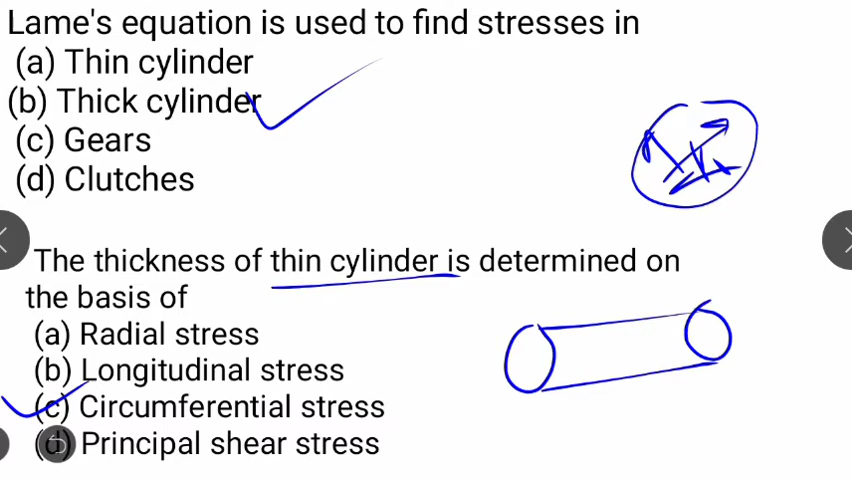 Lame's equation is used to find stresses in
(a) Thin cylinder
(b) Thick cylinder
(c) Gears
(d) Clutches
The thickness of thin cylinder is determined on
the basis of
(a) Radial stress
(b) Longitudinal stress
(c) Circumferential stress
(d) Principal shear stress